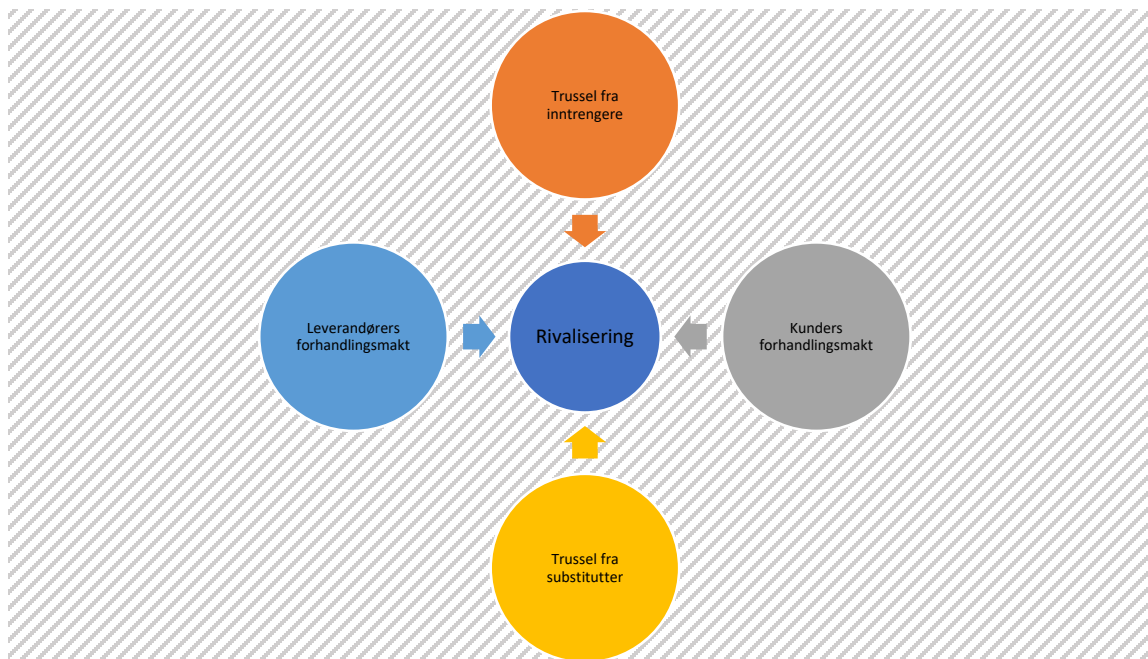 Trussel fra
inntrengere
Leverandørers
forhandlingsmakt
Rivalisering
Kunders
forhandlingsmakt
Trussel fra
substitutter